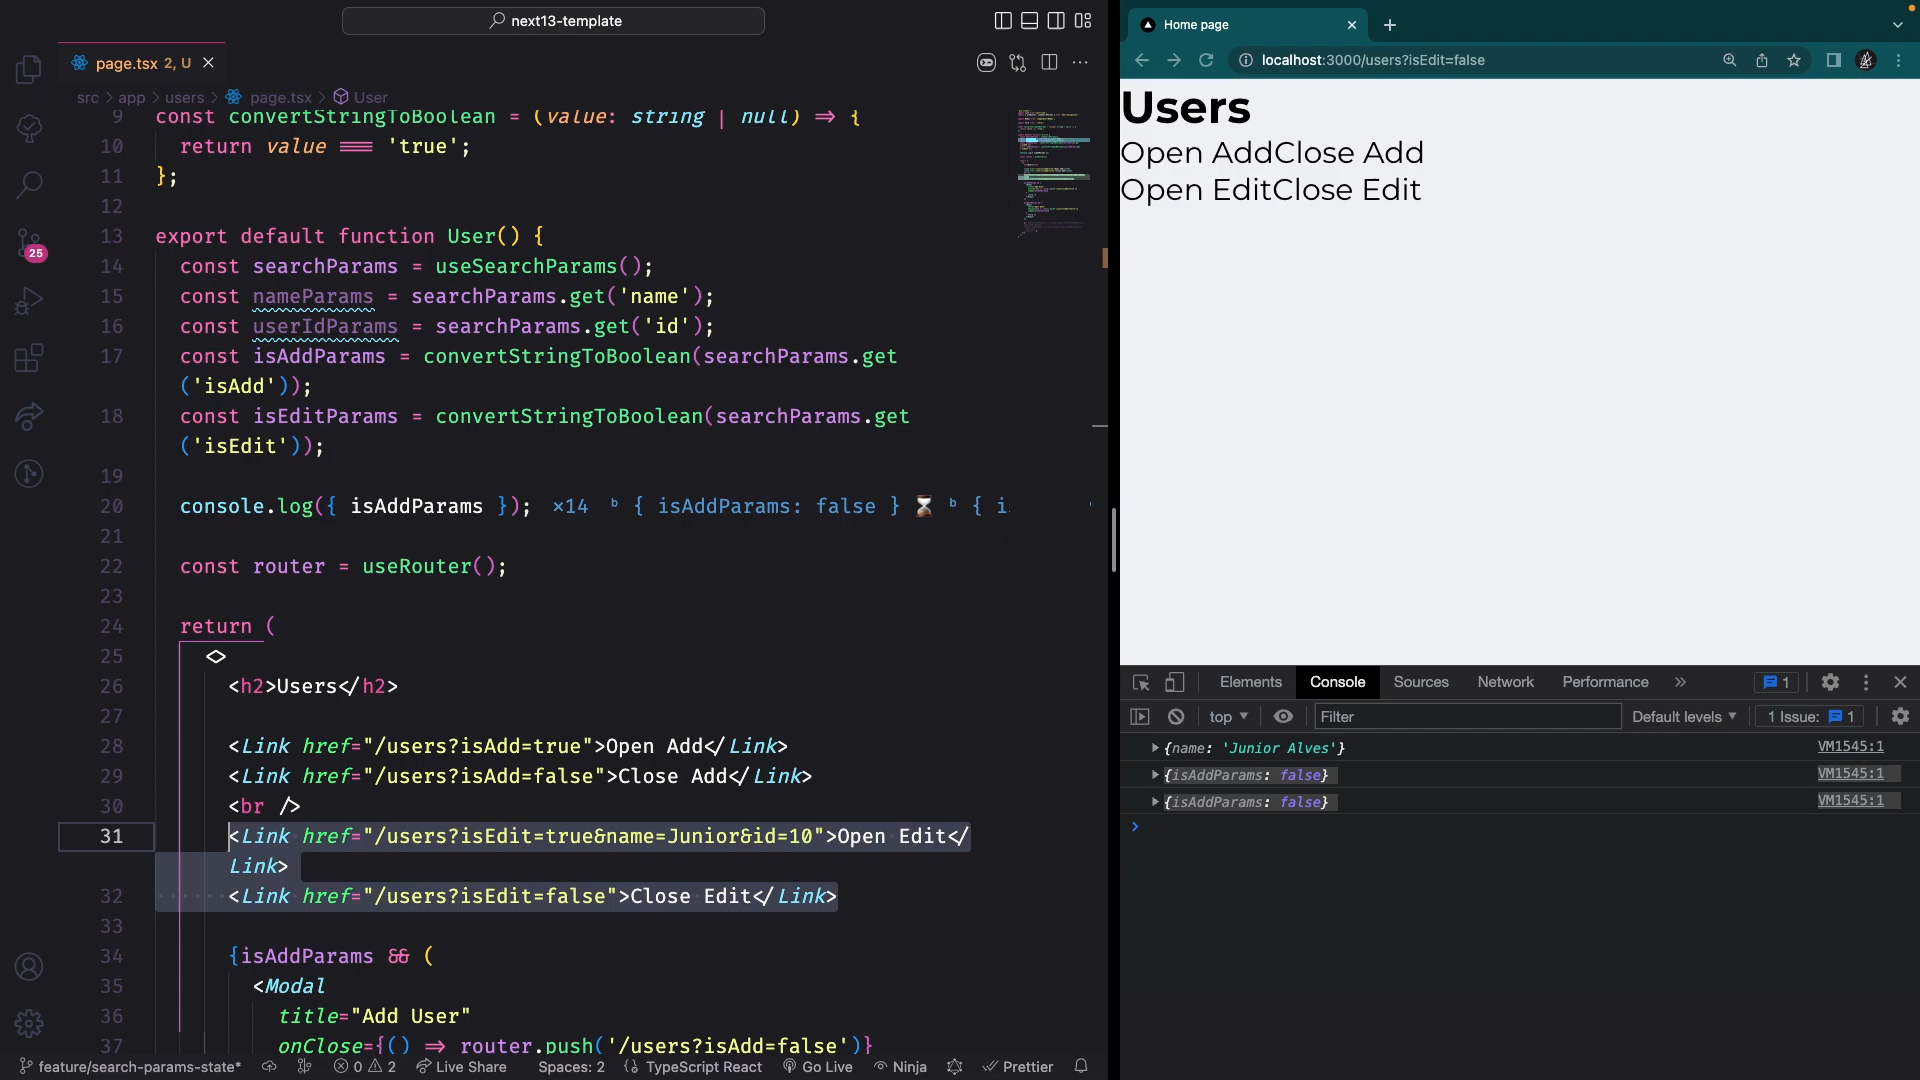 next13-template
page.tsx 2, U
src > app > users > page.tsx > User
9 const convertStringToBoolean = (value: string | null) => {
10 return value === 'true';
11 };
12
13 export default function User() {
14 const searchParams = useSearchParams();
15 const nameParams = searchParams.get('name');
16 const userIdParams = searchParams.get('id');
17 const isAddParams = convertStringToBoolean(searchParams.get
('isAdd'));
18 const isEditParams = convertStringToBoolean(searchParams.get
('isEdit'));
19
20 console.log({ isAddParams }); ×14 ᵇ { isAddParams: false } ⌛ ᵇ { i
21
22 const router = useRouter();
23
24 return (
25 <>
26 <h2>Users</h2>
27
28 <Link href="/users?isAdd=true">Open Add</Link>
29 <Link href="/users?isAdd=false">Close Add</Link>
30 <br />
31 <Link href="/users?isEdit=true&name=Junior&id=10">Open Edit</
Link>
32 <Link href="/users?isEdit=false">Close Edit</Link>
33
34 {isAddParams && (
35 <Modal
36 title="Add User"
37 onClose={() => router.push('/users?isAdd=false')}
25
feature/search-params-state* 0 2 Live Share Spaces: 2 {} TypeScript React Go Live Ninja Prettier
Home page
localhost:3000/users?isEdit=false
Users
Open AddClose Add
Open EditClose Edit
Elements Console Sources Network Performance » 1
top Filter Default levels 1 Issue: 1
{name: 'Junior Alves'} VM1545:1
{isAddParams: false} VM1545:1
{isAddParams: false} VM1545:1